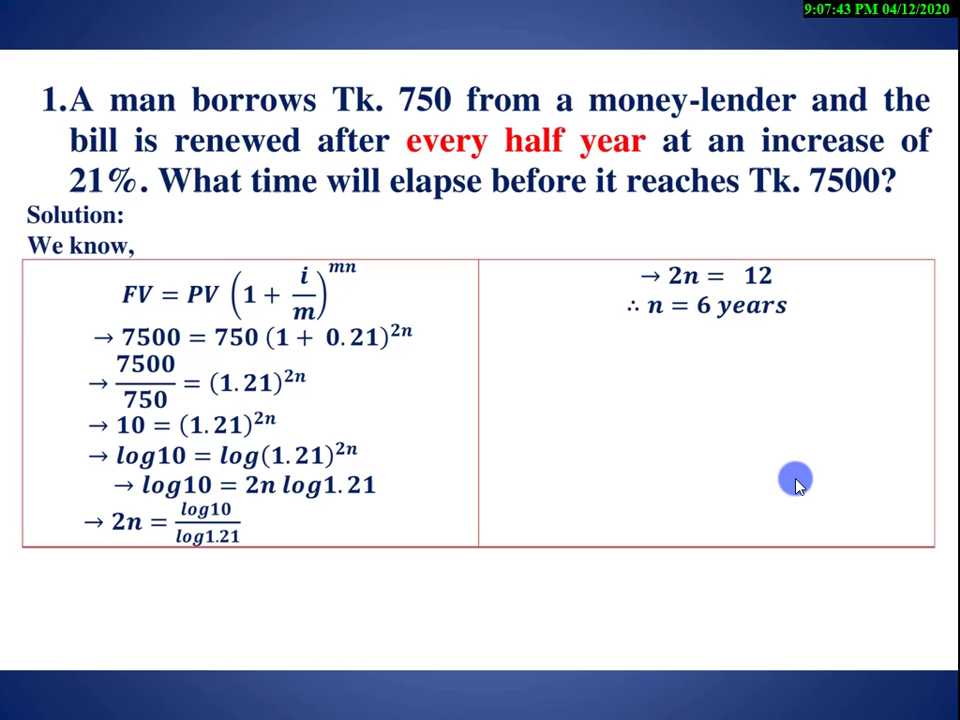 9:07:43 PM 04/12/2020
1.A man borrows Tk. 750 from a money-lender and the
bill is renewed after every half year at an increase of
21%. What time will elapse before it reaches Tk. 7500?
Solution:
We know,
FV = PV (1 + i/m)^mn
→ 7500 = 750 (1 + 0.21)^2n
→ 7500/750 = (1.21)^2n
→ 10 = (1.21)^2n
→ log10 = log(1.21)^2n
→ log10 = 2n log1.21
→ 2n = log10/log1.21
→ 2n = 12
∴ n = 6 years